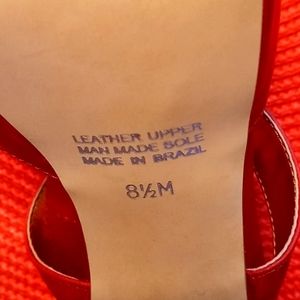 LEATHER UPPER
MAN MADE SOLE
MADE IN BRAZIL
8½M